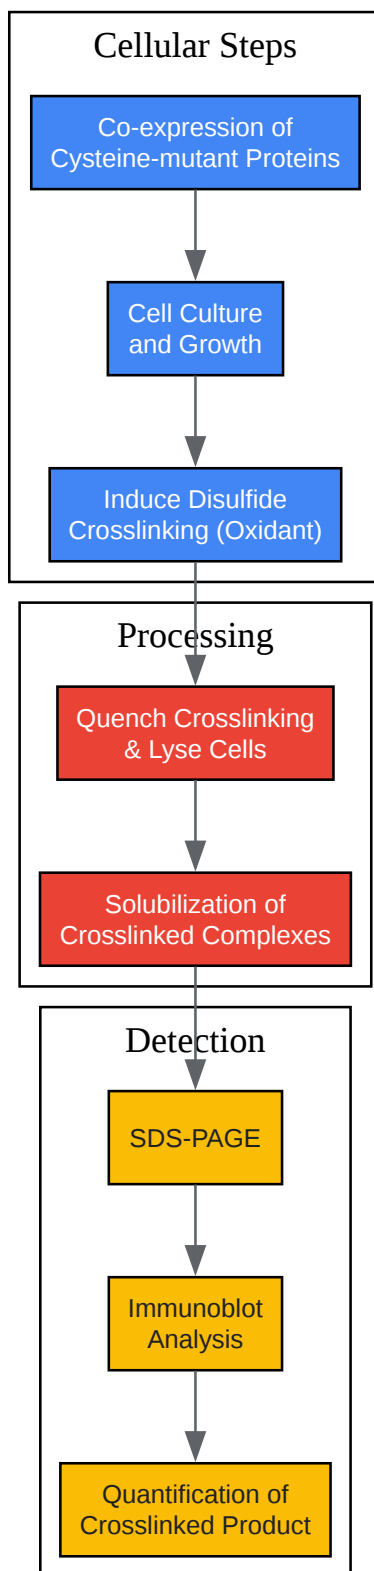 Cellular Steps
Co-expression of
Cysteine-mutant Proteins
Cell Culture
and Growth
Induce Disulfide
Crosslinking (Oxidant)
Processing
Quench Crosslinking
& Lyse Cells
Solubilization of
Crosslinked Complexes
Detection
SDS-PAGE
Immunoblot
Analysis
Quantification of
Crosslinked Product